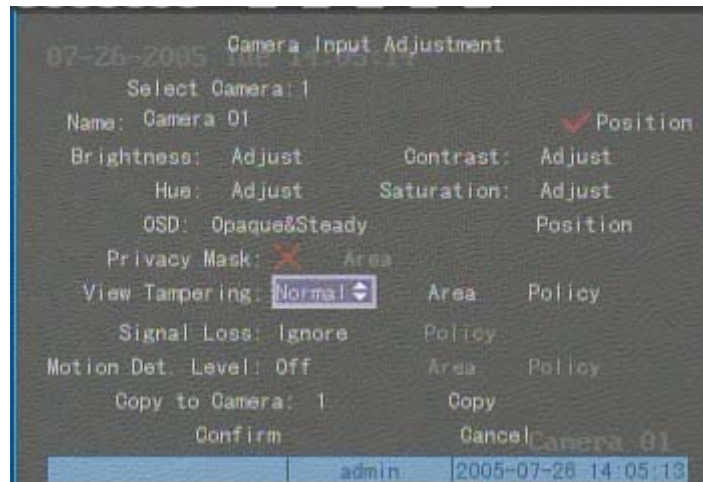 Camera Input Adjustment
07-26-2005 Tue 14:05:14
Select Camera: 1
Name: Camera 01 Position
Brightness: Adjust Contrast: Adjust
Hue: Adjust Saturation: Adjust
OSD: Opaque&Steady Position
Privacy Mask: Area
View Tampering: Normal Area Policy
Signal Loss: Ignore Policy
Motion Det. Level: Off Area Policy
Copy to Camera: 1 Copy
Confirm Cancel
Camera 01
admin 2005-07-26 14:05:13